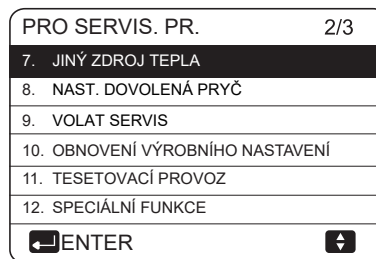 PRO SERVIS. PR. 2/3
7. JINÝ ZDROJ TEPLA
8. NAST. DOVOLENÁ PRYČ
9. VOLAT SERVIS
10. OBNOVENÍ VÝROBNÍHO NASTAVENÍ
11. TESETOVACÍ PROVOZ
12. SPECIÁLNÍ FUNKCE
ENTER